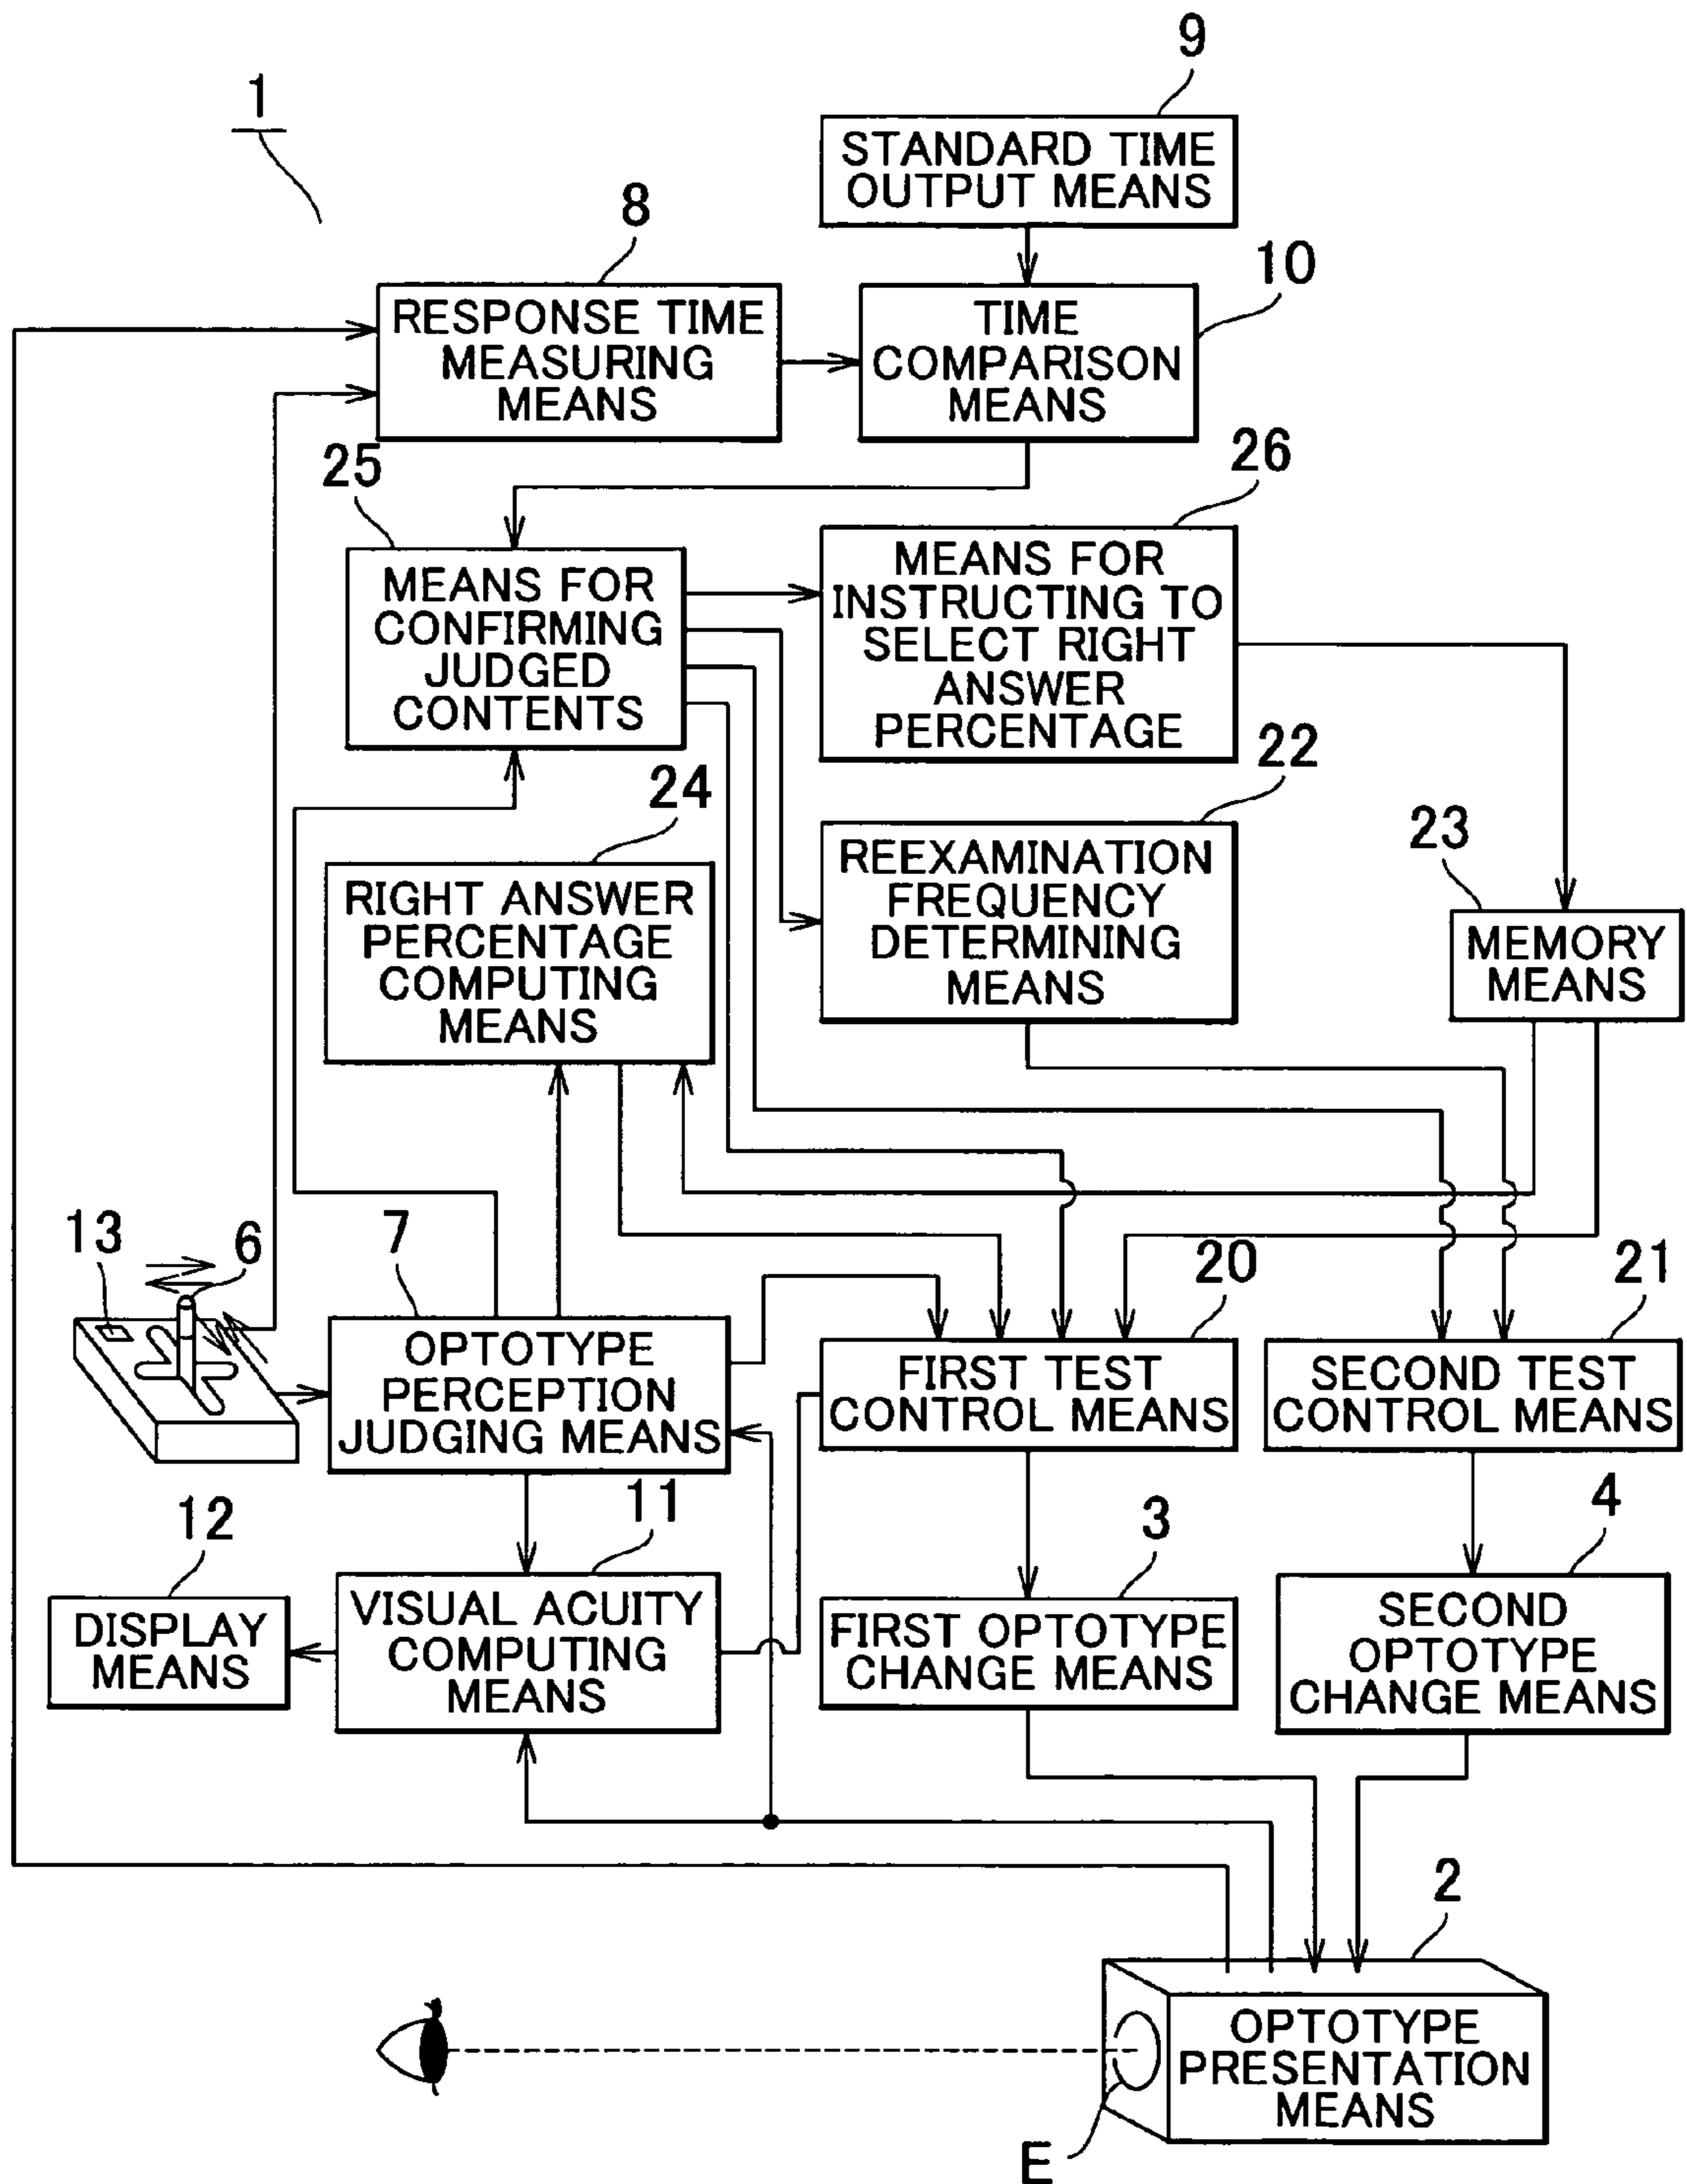 9
1
STANDARD TIME
OUTPUT MEANS
8
10
RESPONSE TIME
MEASURING
MEANS
TIME
COMPARISON
MEANS
25
26
MEANS FOR
CONFIRMING
JUDGED
CONTENTS
MEANS FOR
INSTRUCTING TO
SELECT RIGHT
ANSWER
PERCENTAGE
24
22
23
RIGHT ANSWER
PERCENTAGE
COMPUTING
MEANS
REEXAMINATION
FREQUENCY
DETERMINING
MEANS
MEMORY
MEANS
13
6
7
20
21
OPTOTYPE
PERCEPTION
JUDGING MEANS
FIRST TEST
CONTROL MEANS
SECOND TEST
CONTROL MEANS
12
11
3
4
DISPLAY
MEANS
VISUAL ACUITY
COMPUTING
MEANS
FIRST OPTOTYPE
CHANGE MEANS
SECOND
OPTOTYPE
CHANGE MEANS
2
OPTOTYPE
PRESENTATION
MEANS
E